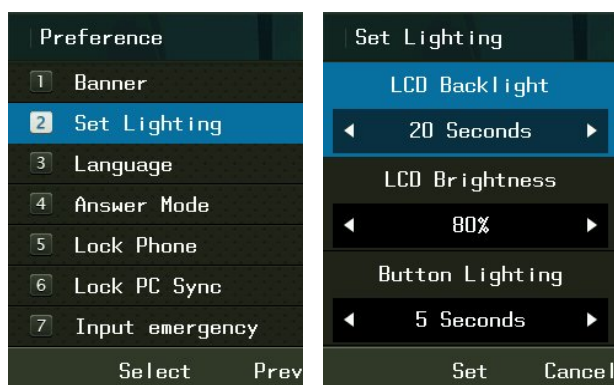 Preference
1 Banner
2 Set Lighting
3 Language
4 Answer Mode
5 Lock Phone
6 Lock PC Sync
7 Input emergency
Select Prev
Set Lighting
LCD Backlight
20 Seconds
LCD Brightness
80%
Button Lighting
5 Seconds
Set Cancel